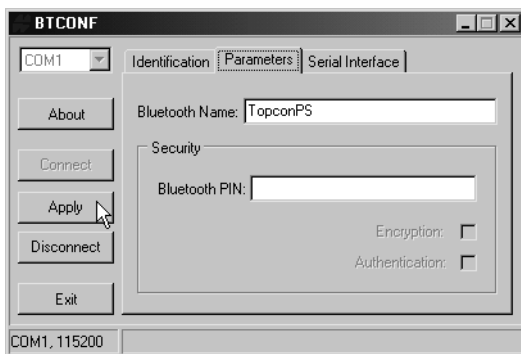 BTCONF
COM1
Identification Parameters Serial Interface
About
Bluetooth Name: TopconPS
Security
Connect
Bluetooth PIN:
Apply
Encryption:
Disconnect
Authentication:
Exit
COM1, 115200